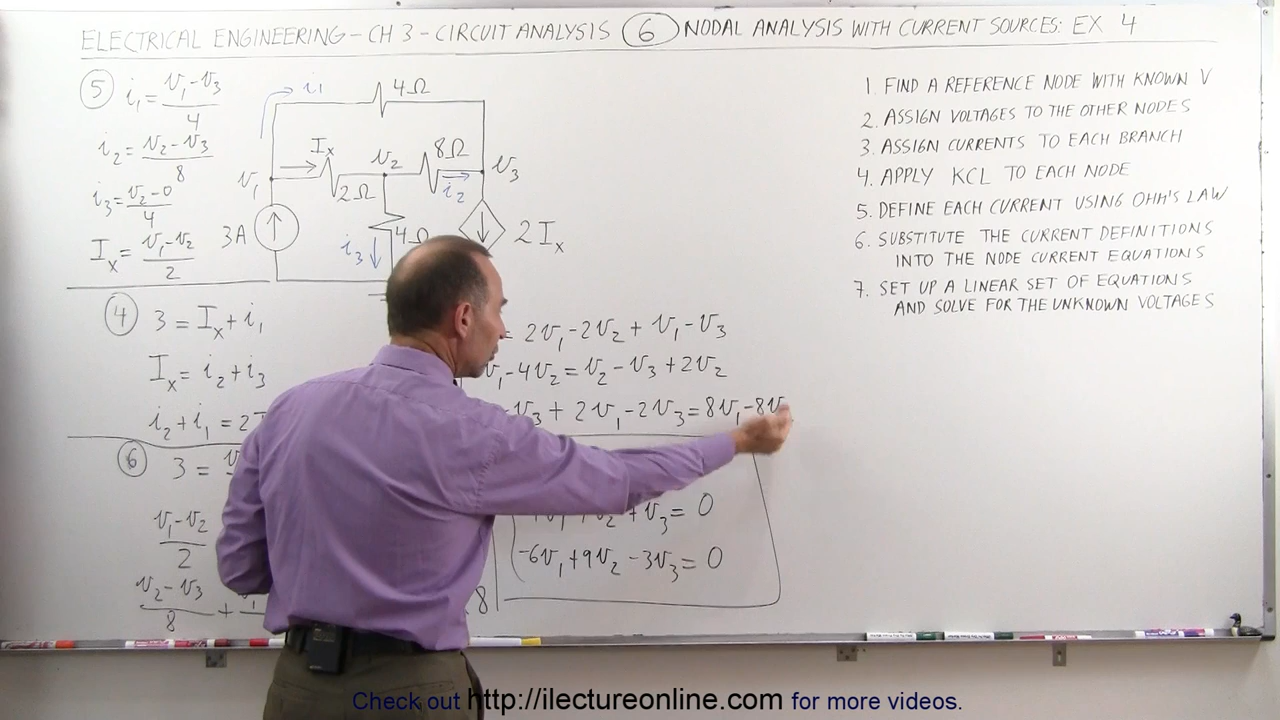 ELECTRICAL ENGINEERING – CH 3 – CIRCUIT ANALYSIS 6 NODAL ANALYSIS WITH CURRENT SOURCES: EX 4
5
i₁ = (v₁ - v₃)/4
i₂ = (v₂ - v₃)/8
i₃ = (v₂ - 0)/4
Iₓ = (v₁ - v₂)/2
i₁
4Ω
Iₓ
v₂
8Ω
v₃
v₁
2Ω
i₂
3A
i₃
4Ω
2Iₓ
1. FIND A REFERENCE NODE WITH KNOWN V
2. ASSIGN VOLTAGES TO THE OTHER NODES
3. ASSIGN CURRENTS TO EACH BRANCH
4. APPLY KCL TO EACH NODE
5. DEFINE EACH CURRENT USING OHM'S LAW
6. SUBSTITUTE THE CURRENT DEFINITIONS
INTO THE NODE CURRENT EQUATIONS
7. SET UP A LINEAR SET OF EQUATIONS
AND SOLVE FOR THE UNKNOWN VOLTAGES
4
3 = Iₓ + i₁
Iₓ = i₂ + i₃
i₂ + i₁ = 2
= 2v₁ - 2v₂ + v₁ - v₃
v₁ - 4v₂ = v₂ - v₃ + 2v₂
- v₃ + 2v₁ - 2v₃ = 8v₁ - 8v
6
3 =
(v₁ - v₂)/2
(v₂ - v₃)/8 +
8
+ v₃ = 0
-6v₁ + 9v₂ - 3v₃ = 0
Check out http://ilectureonline.com for more videos.